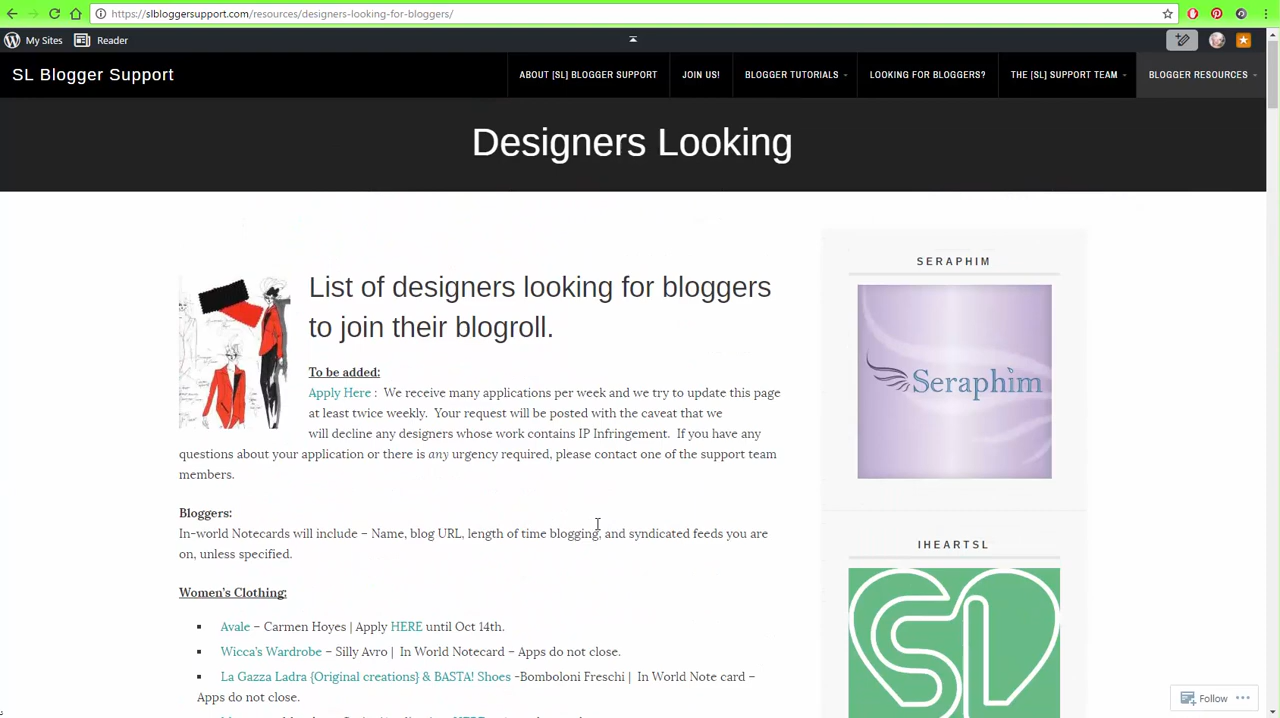 https://slbloggersupport.com/resources/designers-looking-for-bloggers/
My Sites
Reader
SL Blogger Support
ABOUT [SL] BLOGGER SUPPORT
JOIN US!
BLOGGER TUTORIALS
LOOKING FOR BLOGGERS?
THE [SL] SUPPORT TEAM
BLOGGER RESOURCES
Designers Looking
List of designers looking for bloggers
to join their blogroll.
To be added:
Apply Here : We receive many applications per week and we try to update this page
at least twice weekly. Your request will be posted with the caveat that we
will decline any designers whose work contains IP Infringement. If you have any
questions about your application or there is any urgency required, please contact one of the support team
members.
Bloggers:
In-world Notecards will include – Name, blog URL, length of time blogging, and syndicated feeds you are
on, unless specified.
Women's Clothing:
Avale – Carmen Hoyes | Apply HERE until Oct 14th.
Wicca's Wardrobe – Silly Avro | In World Notecard – Apps do not close.
La Gazza Ladra {Original creations} & BASTA! Shoes -Bomboloni Freschi | In World Note card –
Apps do not close.
SERAPHIM
Seraphim
IHEARTSL
SL
Follow